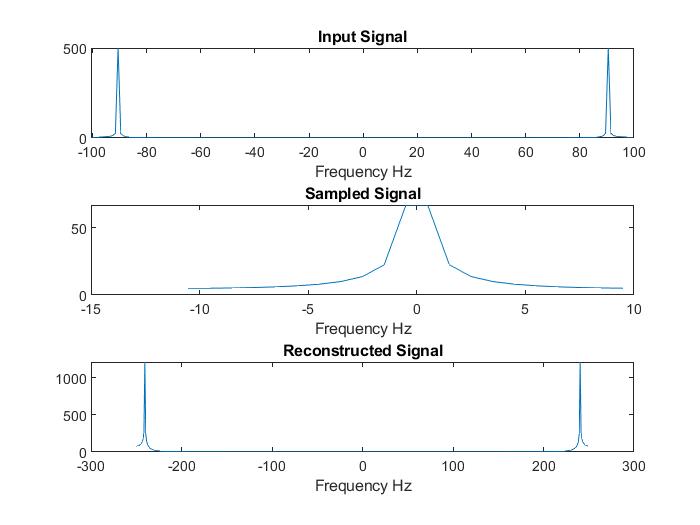 Input Signal
500
0
-100 -80 -60 -40 -20 0 20 40 60 80 100
Frequency Hz
Sampled Signal
50
0
-15 -10 -5 0 5 10
Frequency Hz
Reconstructed Signal
1000
500
0
-300 -200 -100 0 100 200 300
Frequency Hz